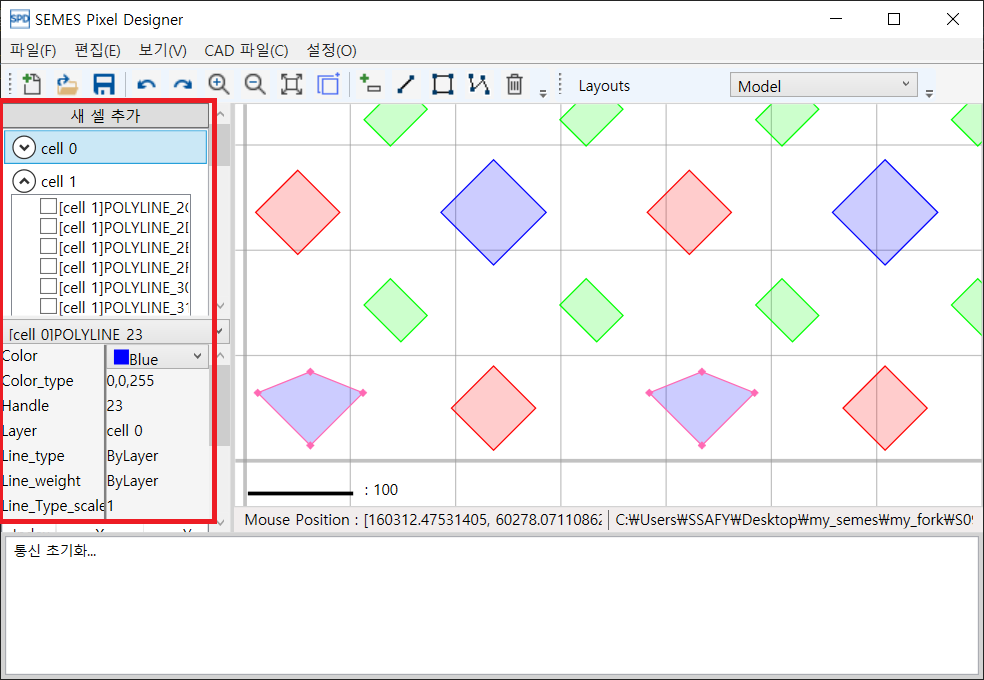 SPD SEMES Pixel Designer
파일(F) 편집(E) 보기(V) CAD 파일(C) 설정(O)
Layouts Model
새 셀 추가
cell 0
cell 1
[cell 1]POLYLINE_2
[cell 1]POLYLINE_2
[cell 1]POLYLINE_2
[cell 1]POLYLINE_2
[cell 1]POLYLINE_30
[cell 1]POLYLINE_31
[cell 0]POLYLINE_23
Color Blue
Color_type 0,0,255
Handle 23
Layer cell 0
Line_type ByLayer
Line_weight ByLayer
Line_Type_scale 1
: 100
Mouse Position : [160312.47531405, 60278.07110862 C:₩Users₩SSAFY₩Desktop₩my_semes₩my_fork₩S09
통신 초기화...